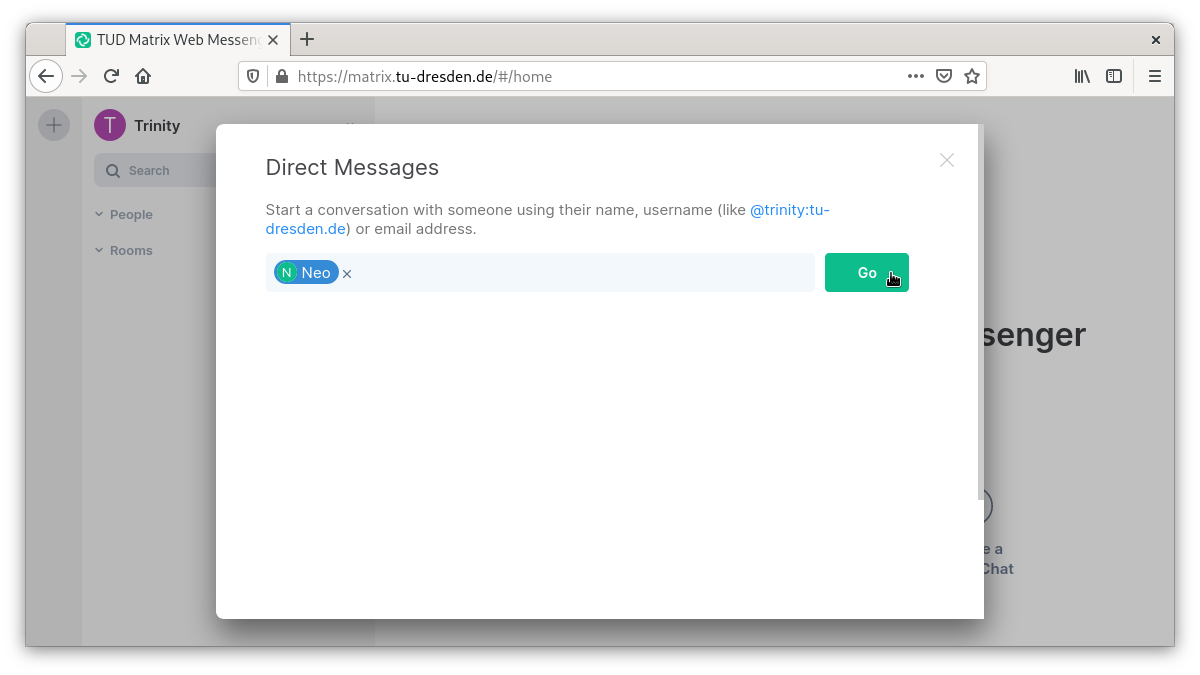 TUD Matrix Web Messeng
https://matrix.tu-dresden.de/#/home
T Trinity
Search
People
Rooms
Direct Messages
Start a conversation with someone using their name, username (like @trinity:tu-
dresden.de) or email address.
N Neo
Go
senger
e a
Chat